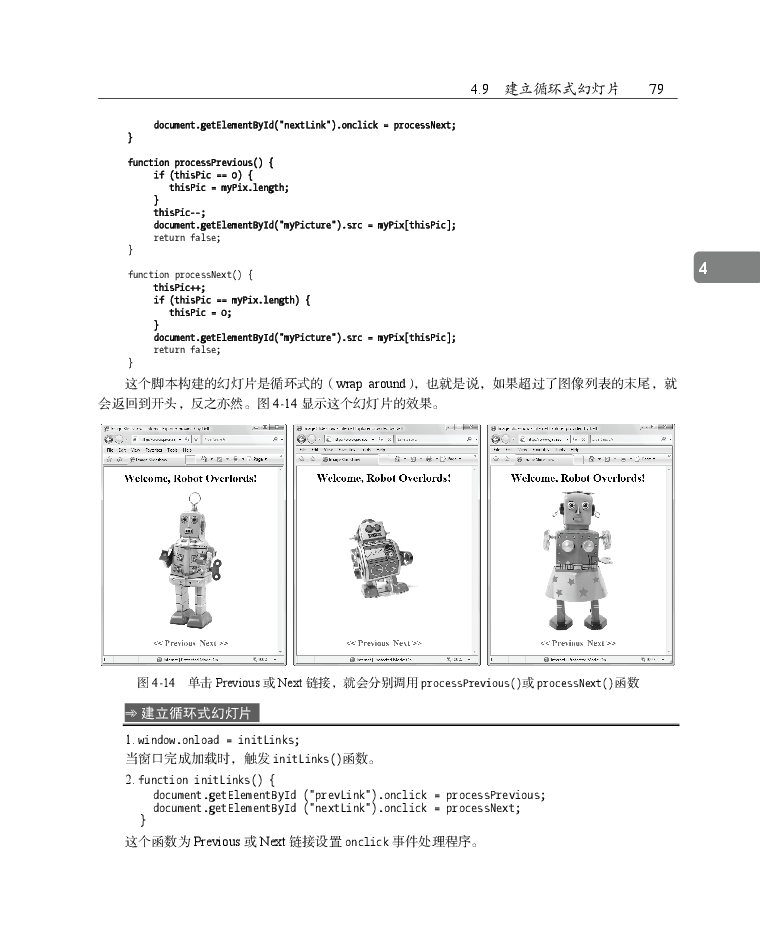 4.9 建立循环式幻灯片 79
document.getElementById("nextLink").onclick = processNext;
}
function processPrevious() {
if (thisPic == 0) {
thisPic = myPix.length;
}
thisPic--;
document.getElementById("myPicture").src = myPix[thisPic];
return false;
}
4
function processNext() {
thisPic++;
if (thisPic == myPix.length) {
thisPic = 0;
}
document.getElementById("myPicture").src = myPix[thisPic];
return false;
}
这个脚本构建的幻灯片是循环式的（wrap around），也就是说，如果超过了图像列表的末尾，就
会返回到开头，反之亦然。图 4-14 显示这个幻灯片的效果。
File Edit View Favorites Tools Help
Image Slideshow
Page
Welcome, Robot Overlords!
<< Previous Next >>
Welcome, Robot Overlords!
<< Previous Next >>
Welcome, Robot Overlords!
<< Previous Next >>
图 4-14 单击 Previous 或 Next 链接，就会分别调用 processPrevious()或 processNext()函数
建立循环式幻灯片
1. window.onload = initLinks;
当窗口完成加载时，触发 initLinks()函数。
2. function initLinks() {
document.getElementById ("prevLink").onclick = processPrevious;
document.getElementById ("nextLink").onclick = processNext;
}
这个函数为 Previous 或 Next 链接设置 onclick 事件处理程序。